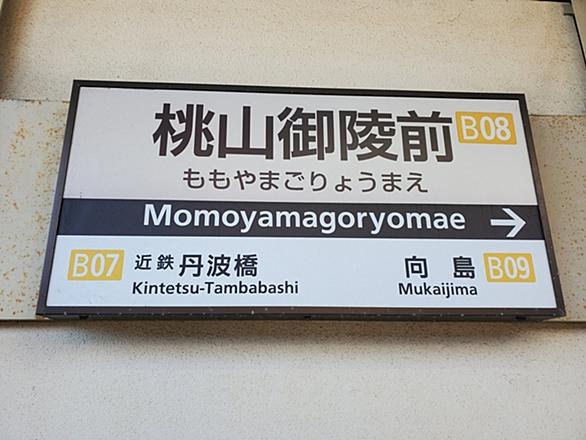 桃山御陵前 B08
ももやまごりょうまえ
Momoyamagoryomae →
B07 近鉄丹波橋 向島 B09
Kintetsu-Tambabashi Mukaijima